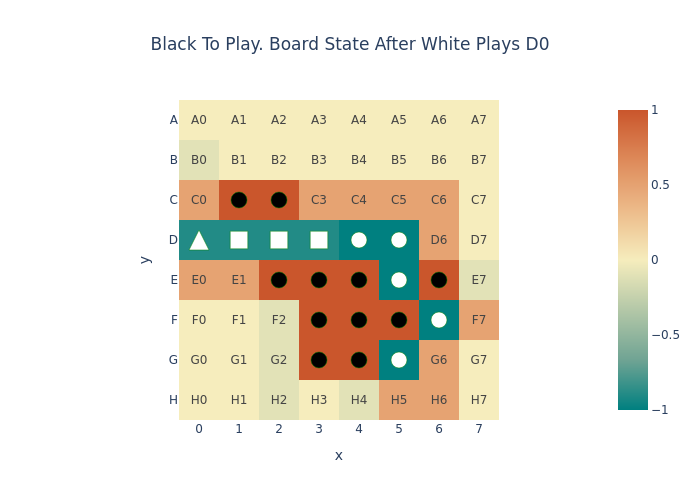 Black To Play. Board State After White Plays D0
A A0 A1 A2 A3 A4 A5 A6 A7
B B0 B1 B2 B3 B4 B5 B6 B7
C C0 C3 C4 C5 C6 C7
D D6 D7
E E0 E1 E7
F F0 F1 F2 F7
G G0 G1 G2 G6 G7
H H0 H1 H2 H3 H4 H5 H6 H7
0 1 2 3 4 5 6 7
x
y
1
0.5
0
−0.5
−1